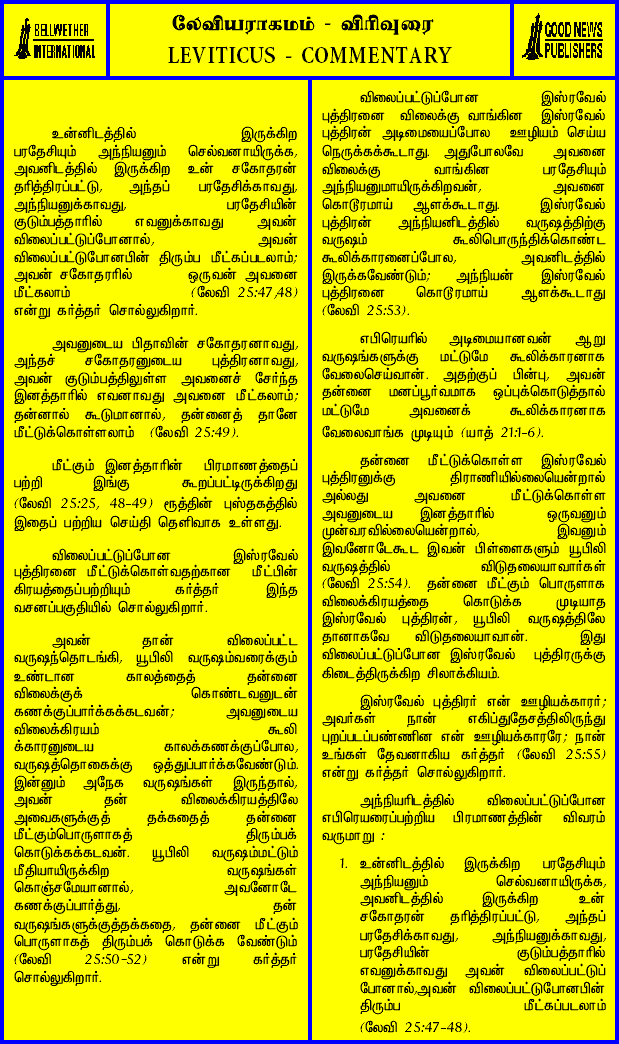 BELLWETHER
INTERNATIONAL
லேவியராகமம் - விரிவுரை
LEVITICUS - COMMENTARY
GOOD NEWS
PUBLISHERS
உன்னிடத்தில் இருக்கிற
பரதேசியும் அந்நியனும் செல்வனாயிருக்க,
அவனிடத்தில் இருக்கிற உன் சகோதரன்
தரித்திரப்பட்டு, அந்தப் பரதேசிக்காவது,
அந்நியனுக்காவது, பரதேசியின்
குடும்பத்தாரில் எவனுக்காவது அவன்
விலைப்பட்டுப்போனால், அவன்
விலைப்பட்டுபோனபின் திரும்ப மீட்கப்படலாம்;
அவன் சகோதரரில் ஒருவன் அவனை
மீட்கலாம் (லேவி 25:47,48)
என்று கர்த்தர் சொல்லுகிறார்.
அவனுடைய பிதாவின் சகோதரனாவது,
அந்தச் சகோதரனுடைய புத்திரனாவது,
அவன் குடும்பத்திலுள்ள அவனைச் சேர்ந்த
இனத்தாரில் எவனாவது அவனை மீட்கலாம்;
தன்னால் கூடுமானால், தன்னைத் தானே
மீட்டுக்கொள்ளலாம் (லேவி 25:49).
மீட்கும் இனத்தாரின் பிரமாணத்தைப்
பற்றி இங்கு கூறப்பட்டிருக்கிறது
(லேவி 25:25, 48-49) ரூத்தின் புஸ்தகத்தில்
இதைப் பற்றிய செய்தி தெளிவாக உள்ளது.
விலைப்பட்டுப்போன இஸ்ரவேல்
புத்திரனை மீட்டுக்கொள்வதற்கான மீட்பின்
கிரயத்தைப்பற்றியும் கர்த்தர் இந்த
வசனப்பகுதியில் சொல்லுகிறார்.
அவன் தான் விலைப்பட்ட
வருஷந்தொடங்கி, யூபிலி வருஷம்வரைக்கும்
உண்டான காலத்தைத் தன்னை
விலைக்குக் கொண்டவனுடன்
கணக்குப்பார்க்கக்கடவன்; அவனுடைய
விலைக்கிரயம் கூலி
க்காரனுடைய காலக்கணக்குப்போல,
வருஷத்தொகைக்கு ஒத்துப்பார்க்கவேண்டும்.
இன்னும் அநேக வருஷங்கள் இருந்தால்,
அவன் தன் விலைக்கிரயத்திலே
அவைகளுக்குத் தக்கதைத் தன்னை
மீட்கும்பொருளாகத் திரும்பக்
கொடுக்கக்கடவன். யூபிலி வருஷம்மட்டும்
மீதியாயிருக்கிற வருஷங்கள்
கொஞ்சமேயானால், அவனோடே
கணக்குப்பார்த்து, தன்
வருஷங்களுக்குத்தக்கதை, தன்னை மீட்கும்
பொருளாகத் திரும்பக் கொடுக்க வேண்டும்
(லேவி 25:50-52) என்று கர்த்தர்
சொல்லுகிறார்.
விலைப்பட்டுப்போன இஸ்ரவேல்
புத்திரனை விலைக்கு வாங்கின இஸ்ரவேல்
புத்திரன் அடிமையைப்போல ஊழியம் செய்ய
நெருக்கக்கூடாது. அதுபோலவே அவனை
விலைக்கு வாங்கின பரதேசியும்
அந்நியனுமாயிருக்கிறவன், அவனை
கொடூரமாய் ஆளக்கூடாது. இஸ்ரவேல்
புத்திரன் அந்நியனிடத்தில் வருஷத்திற்கு
வருஷம் கூலிபொருந்திக்கொண்ட
கூலிக்காரனைப்போல, அவனிடத்தில்
இருக்கவேண்டும்; அந்நியன் இஸ்ரவேல்
புத்திரனை கொடூரமாய் ஆளக்கூடாது
(லேவி 25:53).
எபிரெயரில் அடிமையானவன் ஆறு
வருஷங்களுக்கு மட்டுமே கூலிக்காரனாக
வேலைசெய்வான். அதற்குப் பின்பு, அவன்
தன்னை மனப்பூர்வமாக ஒப்புக்கொடுத்தால்
மட்டுமே அவனைக் கூலிக்காரனாக
வேலைவாங்க முடியும் (யாத் 21:1-6).
தன்னை மீட்டுக்கொள்ள இஸ்ரவேல்
புத்திரனுக்கு திராணியில்லையென்றால்
அல்லது அவனை மீட்டுக்கொள்ள
அவனுடைய இனத்தாரில் ஒருவனும்
முன்வரவில்லையென்றால், இவனும்
இவனோடேகூட இவன் பிள்ளைகளும் யூபிலி
வருஷத்தில் விடுதலையாவார்கள்
(லேவி 25:54). தன்னை மீட்கும் பொருளாக
விலைக்கிரயத்தை கொடுக்க முடியாத
இஸ்ரவேல் புத்திரன், யூபிலி வருஷத்திலே
தானாகவே விடுதலையாவான். இது
விலைப்பட்டுப்போன இஸ்ரவேல் புத்திரருக்கு
கிடைத்திருக்கிற சிலாக்கியம்.
இஸ்ரவேல் புத்திரர் என் ஊழியக்காரர்;
அவர்கள் நான் எகிப்துதேசத்திலிருந்து
புறப்படப்பண்ணின என் ஊழியக்காரரே; நான்
உங்கள் தேவனாகிய கர்த்தர் (லேவி 25:55)
என்று கர்த்தர் சொல்லுகிறார்.
அந்நியரிடத்தில் விலைப்பட்டுப்போன
எபிரெயரைப்பற்றிய பிரமாணத்தின் விவரம்
வருமாறு :
1. உன்னிடத்தில் இருக்கிற பரதேசியும்
அந்நியனும் செல்வனாயிருக்க,
அவனிடத்தில் இருக்கிற உன்
சகோதரன் தரித்திரப்பட்டு, அந்தப்
பரதேசிக்காவது, அந்நியனுக்காவது,
பரதேசியின் குடும்பத்தாரில்
எவனுக்காவது அவன் விலைப்பட்டுப்
போனால்,அவன் விலைப்பட்டுபோனபின்
திரும்ப மீட்கப்படலாம்
(லேவி 25:47-48).